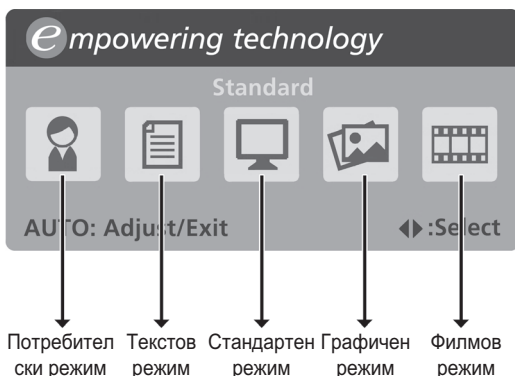 empowering technology
Standard
AUTO: Adjust/Exit
:Select
Потребител
ски режим
Текстов
режим
Стандартен
режим
Графичен
режим
Филмов
режим